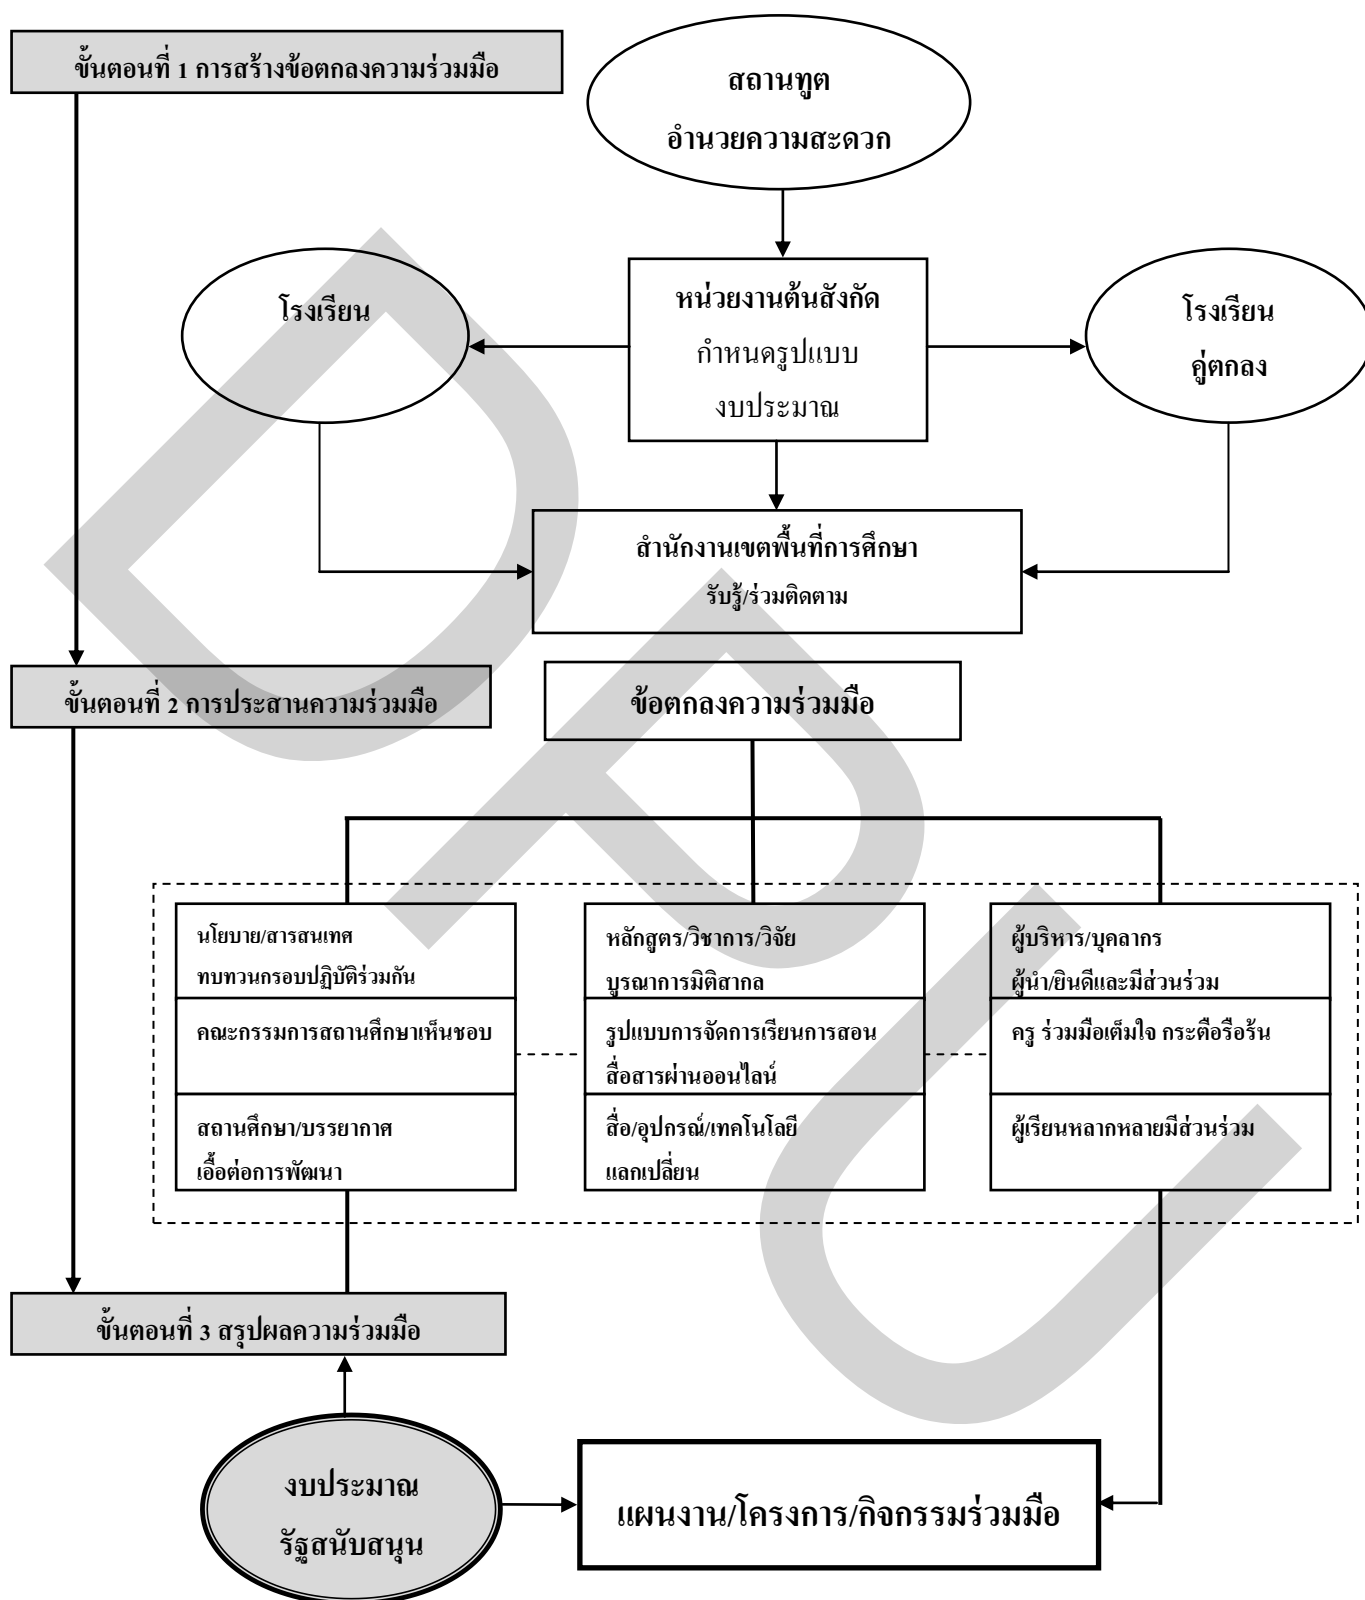 ขั้นตอนที่ 1 การสร้างข้อตกลงความร่วมมือ
สถานทูต
อำนวยความสะดวก
โรงเรียน
หน่วยงานต้นสังกัด
กำหนดรูปแบบ
งบประมาณ
โรงเรียน
คู่ตกลง
สำนักงานเขตพื้นที่การศึกษา
รับรู้/ร่วมติดตาม
ขั้นตอนที่ 2 การประสานความร่วมมือ
ข้อตกลงความร่วมมือ
นโยบาย/สารสนเทศ
ทบทวนกรอบปฏิบัติร่วมกัน
คณะกรรมการสถานศึกษาเห็นชอบ
สถานศึกษา/บรรยากาศ
เอื้อต่อการพัฒนา
หลักสูตร/วิชาการ/วิจัย
บูรณาการมิติสากล
รูปแบบการจัดการเรียนการสอน
สื่อสารผ่านออนไลน์
สื่อ/อุปกรณ์/เทคโนโลยี
แลกเปลี่ยน
ผู้บริหาร/บุคลากร
ผู้นำ/ยินดีและมีส่วนร่วม
ครู ร่วมมือเต็มใจ กระตือรือร้น
ผู้เรียนหลากหลายมีส่วนร่วม
ขั้นตอนที่ 3 สรุปผลความร่วมมือ
งบประมาณ
รัฐสนับสนุน
แผนงาน/โครงการ/กิจกรรมร่วมมือ
DPU